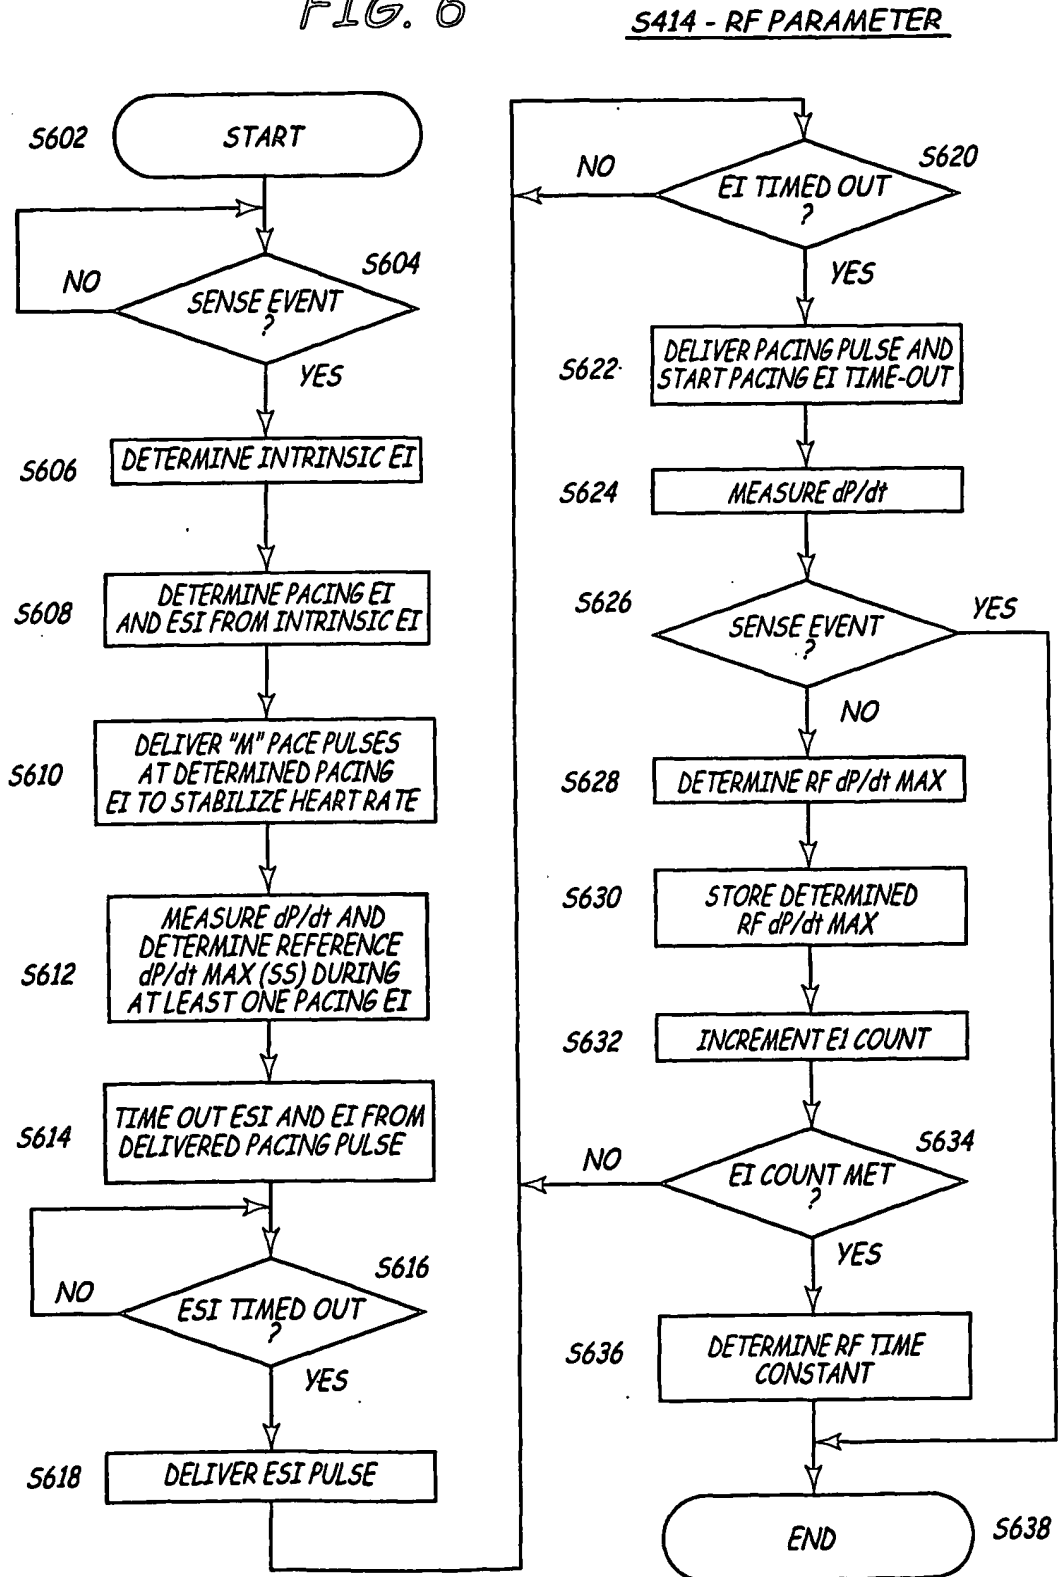 FIG. 6
S414 - RF PARAMETER
S602
START
NO
S604
SENSE EVENT
?
YES
S606
DETERMINE INTRINSIC EI
S608
DETERMINE PACING EI
AND ESI FROM INTRINSIC EI
S610
DELIVER "M" PACE PULSES
AT DETERMINED PACING
EI TO STABILIZE HEART RATE
S612
MEASURE dP/dt AND
DETERMINE REFERENCE
dP/dt MAX (SS) DURING
AT LEAST ONE PACING EI
S614
TIME OUT ESI AND EI FROM
DELIVERED PACING PULSE
S616
NO
ESI TIMED OUT
?
YES
S618
DELIVER ESI PULSE
S620
NO
EI TIMED OUT
?
YES
S622
DELIVER PACING PULSE AND
START PACING EI TIME-OUT
S624
MEASURE dP/dt
S626
YES
SENSE EVENT
?
NO
S628
DETERMINE RF dP/dt MAX
S630
STORE DETERMINED
RF dP/dt MAX
S632
INCREMENT EI COUNT
S634
NO
EI COUNT MET
?
YES
S636
DETERMINE RF TIME
CONSTANT
END
S638